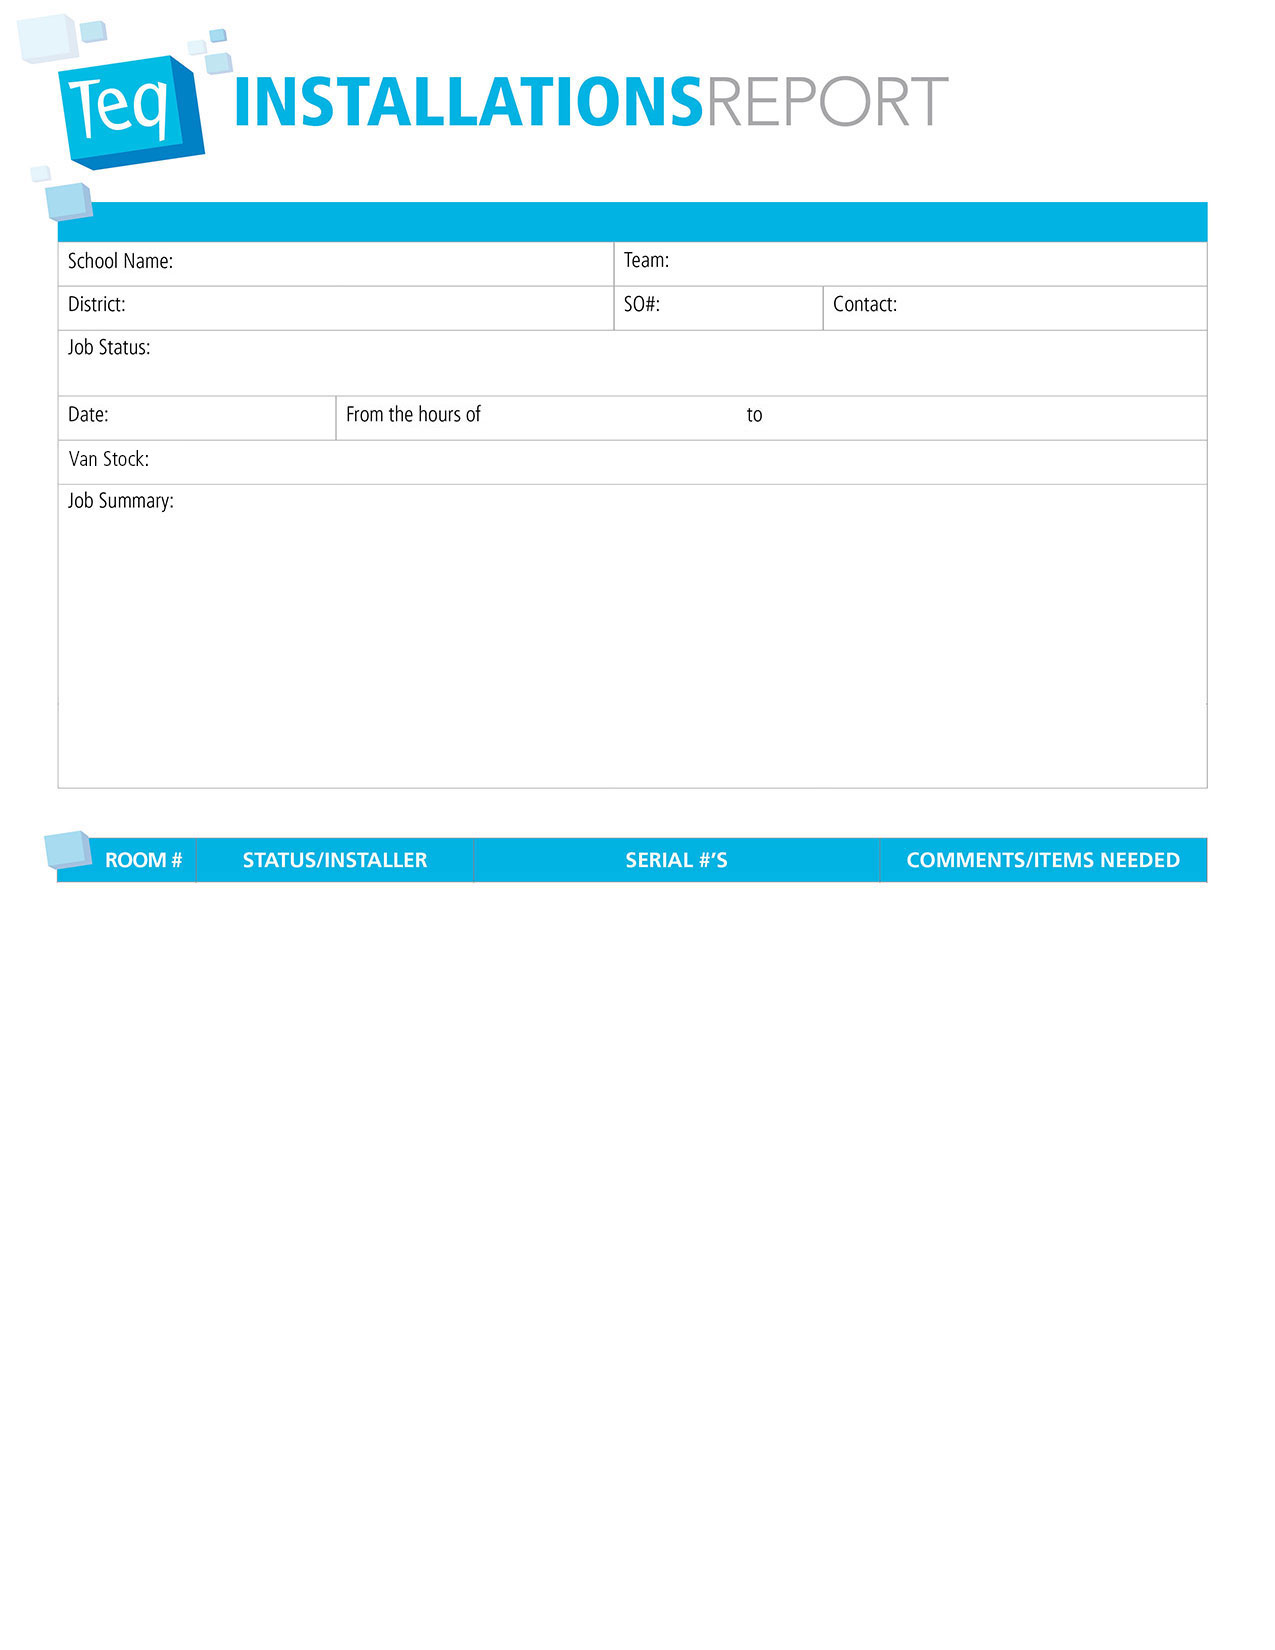 Teq
INSTALLATIONSREPORT
School Name: Team:
District: SO#: Contact:
Job Status:
Date: From the hours of to
Van Stock:
Job Summary:
ROOM # STATUS/INSTALLER SERIAL #'S COMMENTS/ITEMS NEEDED